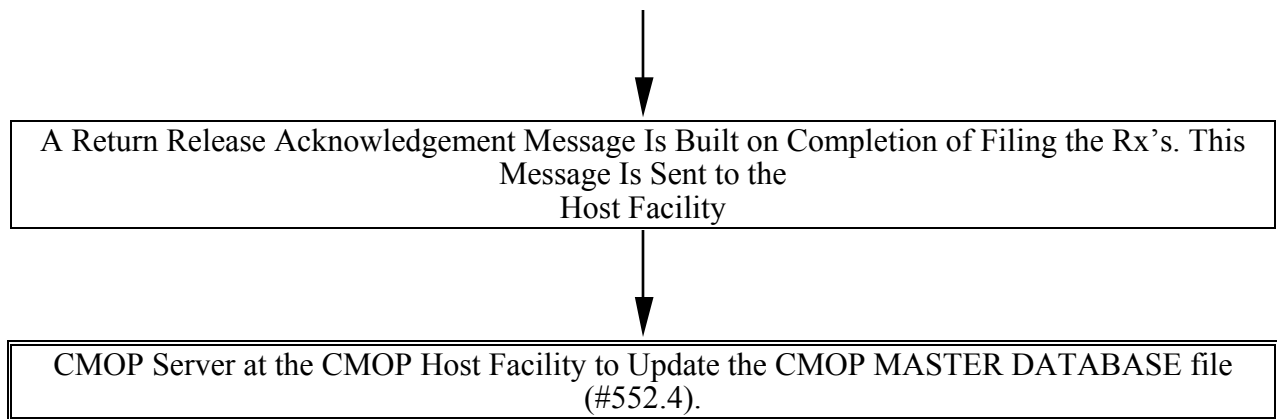 A Return Release Acknowledgement Message Is Built on Completion of Filing the Rx’s. This
Message Is Sent to the
Host Facility
CMOP Server at the CMOP Host Facility to Update the CMOP MASTER DATABASE file
(#552.4).